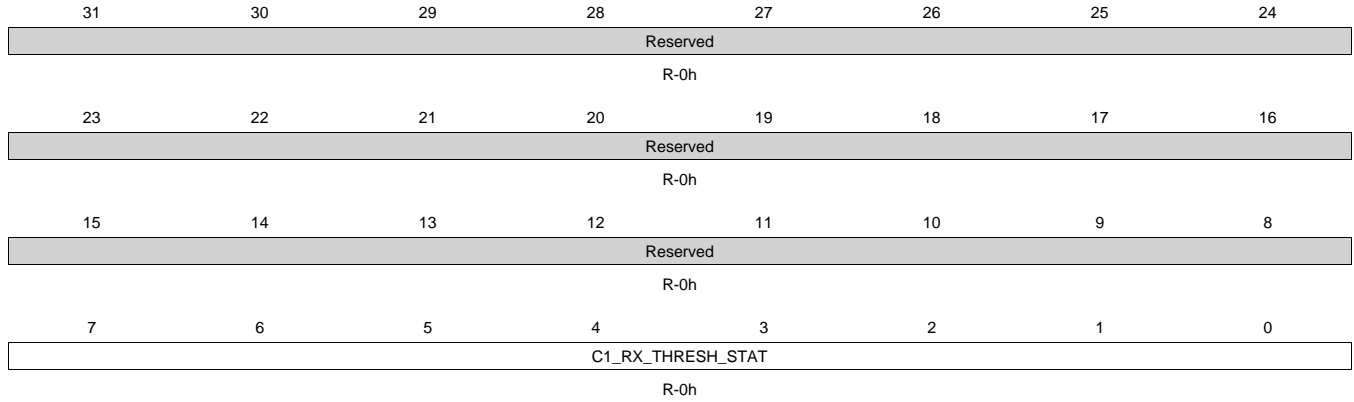 31 30 29 28 27 26 25 24
Reserved
R-0h
23 22 21 20 19 18 17 16
Reserved
R-0h
15 14 13 12 11 10 9 8
Reserved
R-0h
7 6 5 4 3 2 1 0
C1_RX_THRESH_STAT
R-0h